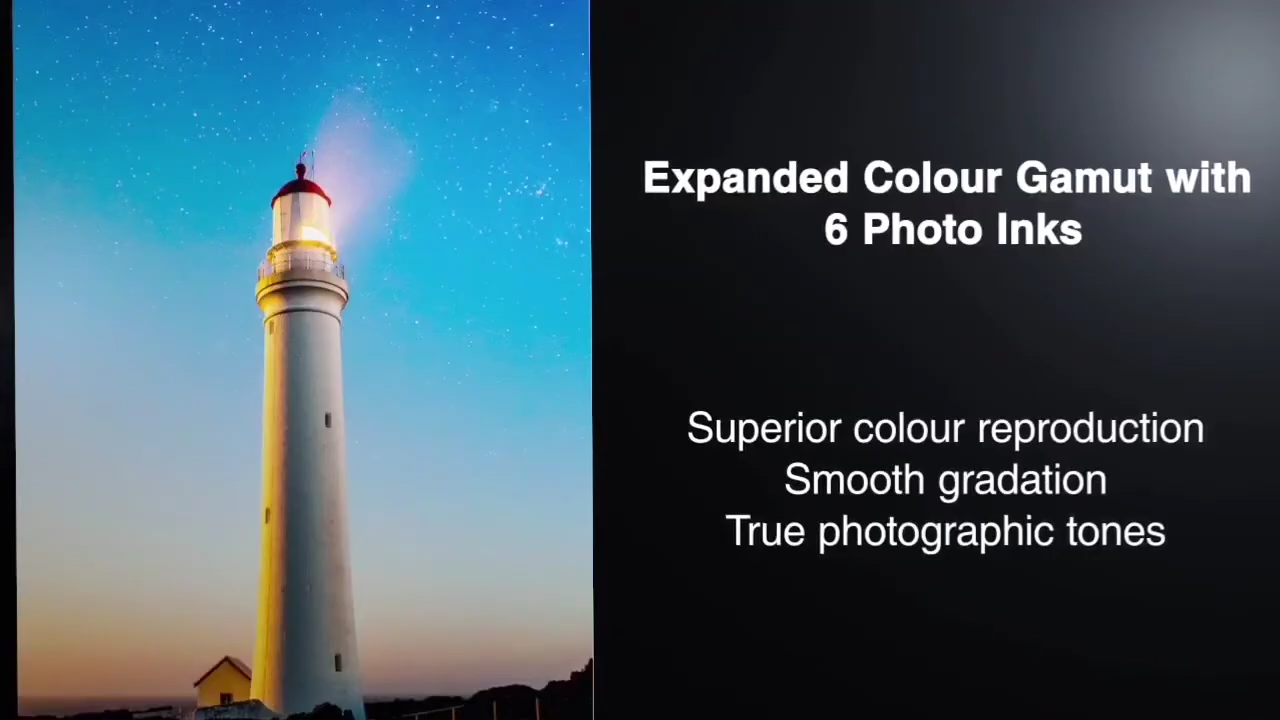 Expanded Colour Gamut with
6 Photo Inks
Superior colour reproduction
Smooth gradation
True photographic tones